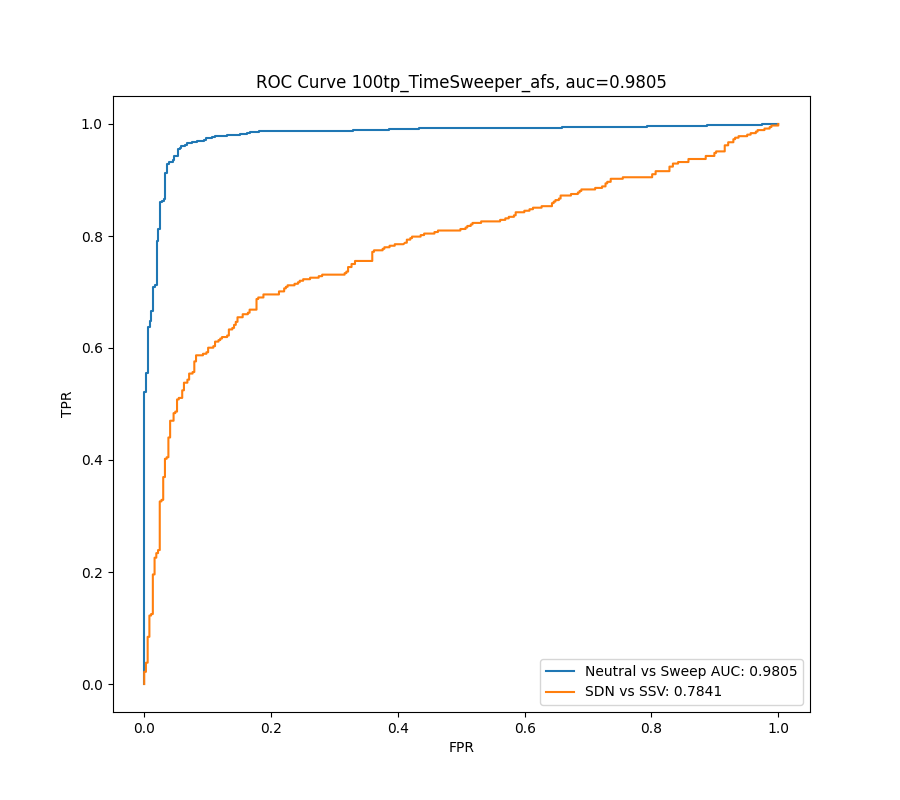 ROC Curve 100tp_TimeSweeper_afs, auc=0.9805
1.0
0.8
0.6
0.4
0.2
0.0
TPR
0.0 0.2 0.4 0.6 0.8 1.0
FPR
Neutral vs Sweep AUC: 0.9805
SDN vs SSV: 0.7841